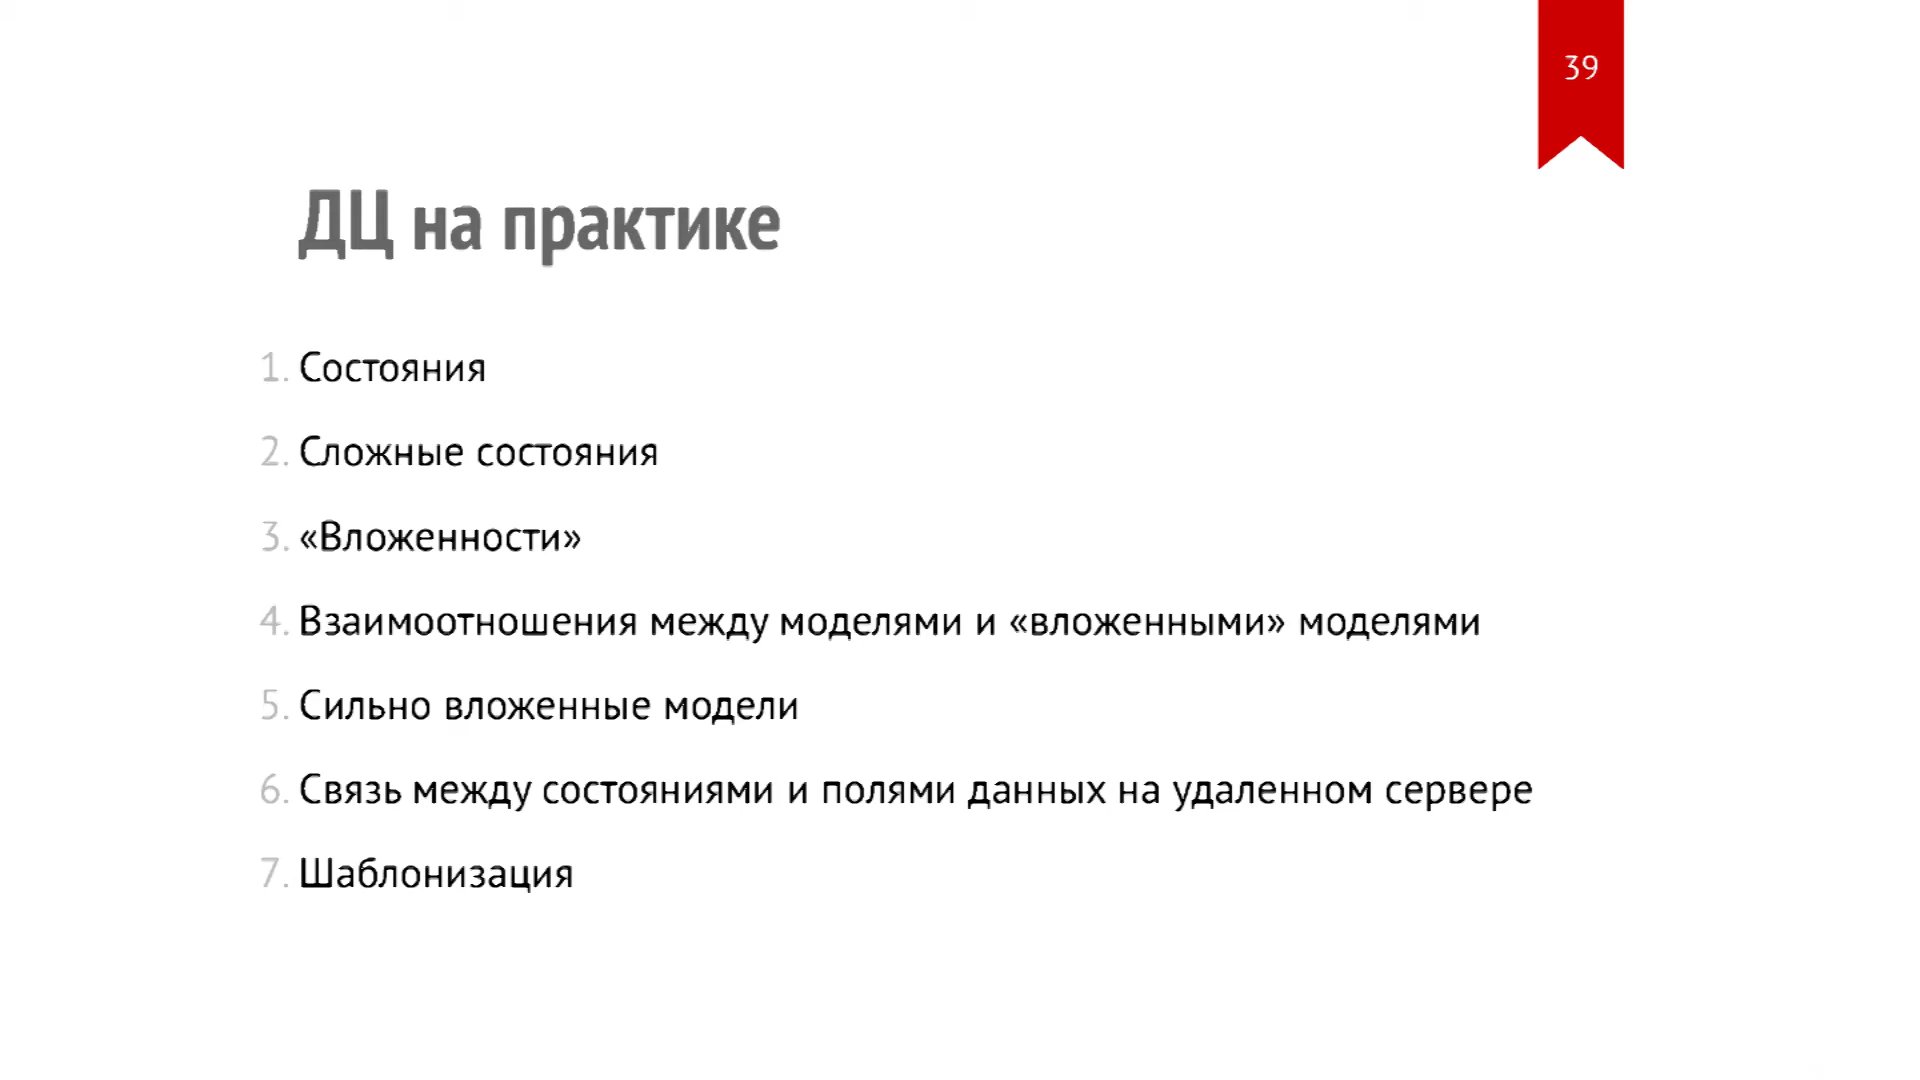 39
ДЦ на практике
1. Состояния
2. Сложные состояния
3. «Вложенности»
4. Взаимоотношения между моделями и «вложенными» моделями
5. Сильно вложенные модели
6. Связь между состояниями и полями данных на удаленном сервере
7. Шаблонизация